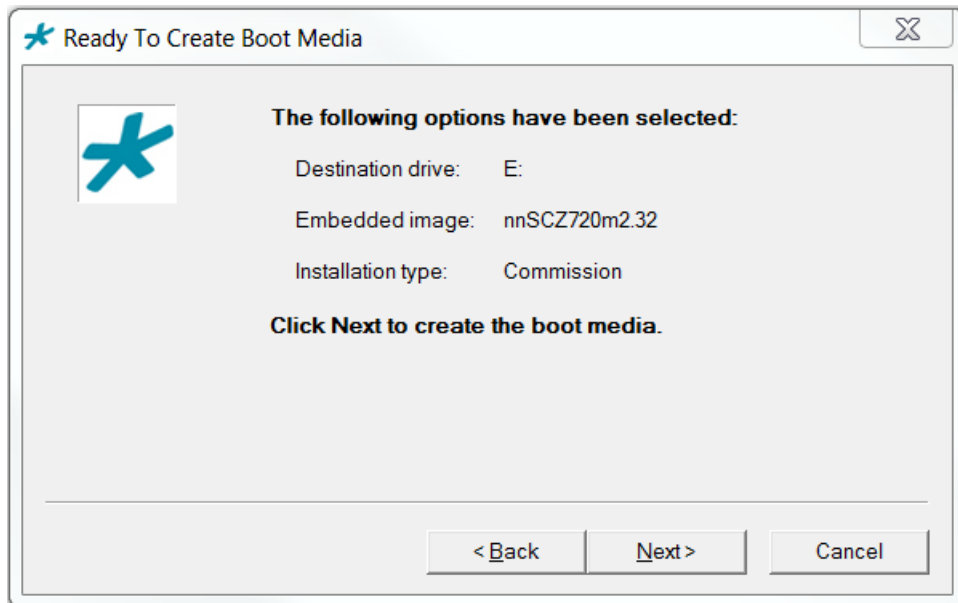 Ready To Create Boot Media
The following options have been selected:
Destination drive: E:
Embedded image: nnSCZ720m2.32
Installation type: Commission
Click Next to create the boot media.
< Back Next > Cancel